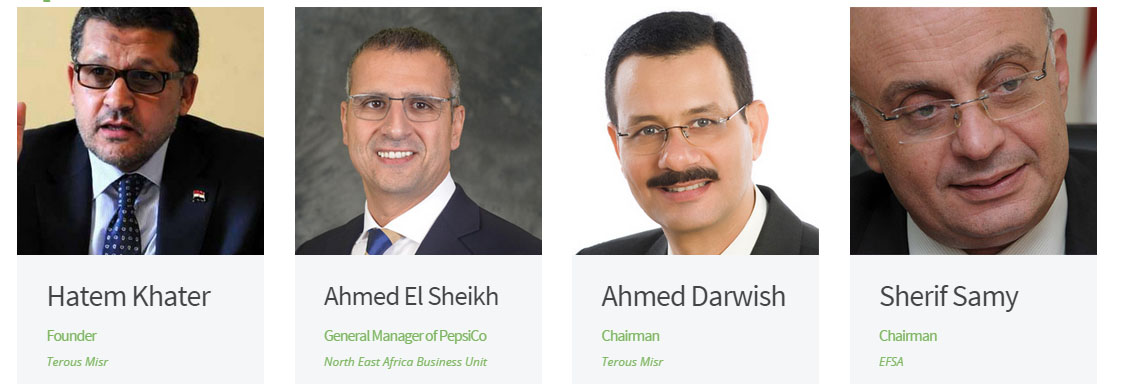 Hatem Khater
Founder
Terous Misr
Ahmed El Sheikh
General Manager of PepsiCo
North East Africa Business Unit
Ahmed Darwish
Chairman
Terous Misr
Sherif Samy
Chairman
EFSA